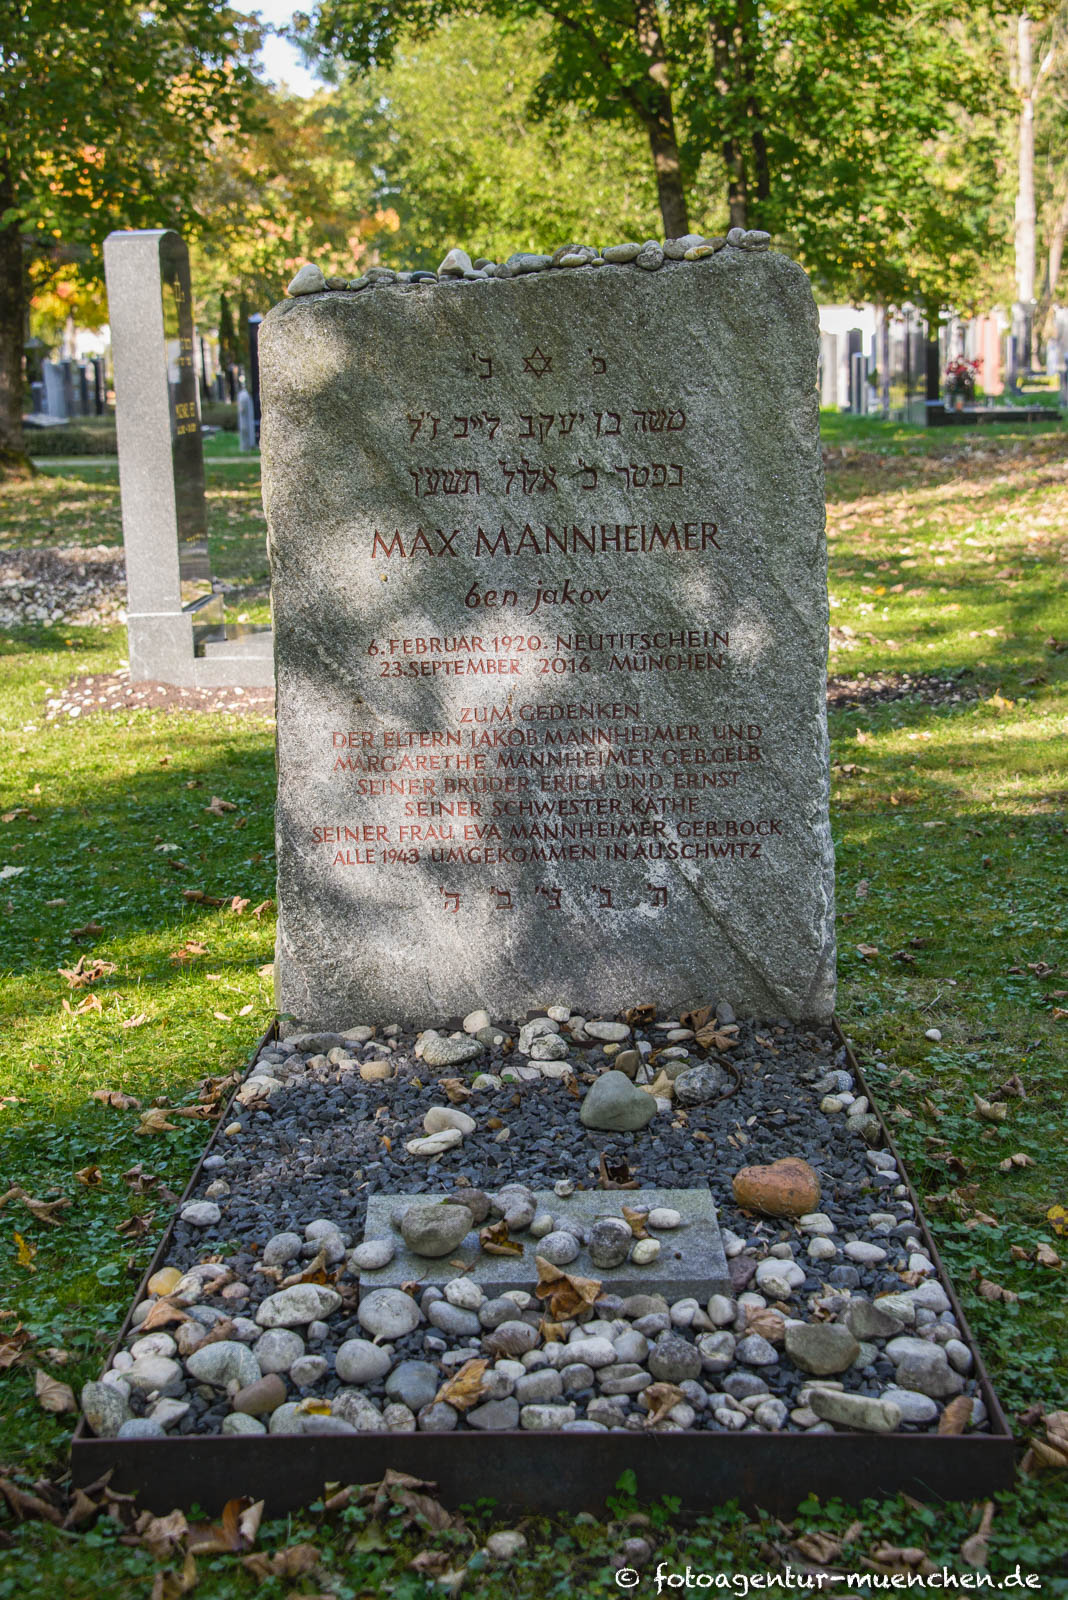 פ' ✡ נ'
משה בן יעקב לייב ז"ל
נפטר כ' אלול תשע"ו
MAX MANNHEIMER
ben jakov
6. FEBRUAR 1920. NEUTITSCHEIN
23. SEPTEMBER 2016 MÜNCHEN
ZUM GEDENKEN
DER ELTERN JAKOB MANNHEIMER UND
MARGARETHE MANNHEIMER GEB. GELB
SEINER BRÜDER ERICH UND ERNST
SEINER SCHWESTER KÄTHE
SEINER FRAU EVA MANNHEIMER GEB. BOCK
ALLE 1943 UMGEKOMMEN IN AUSCHWITZ
ת' נ' צ' ב' ה'
© fotoagentur-muenchen.de